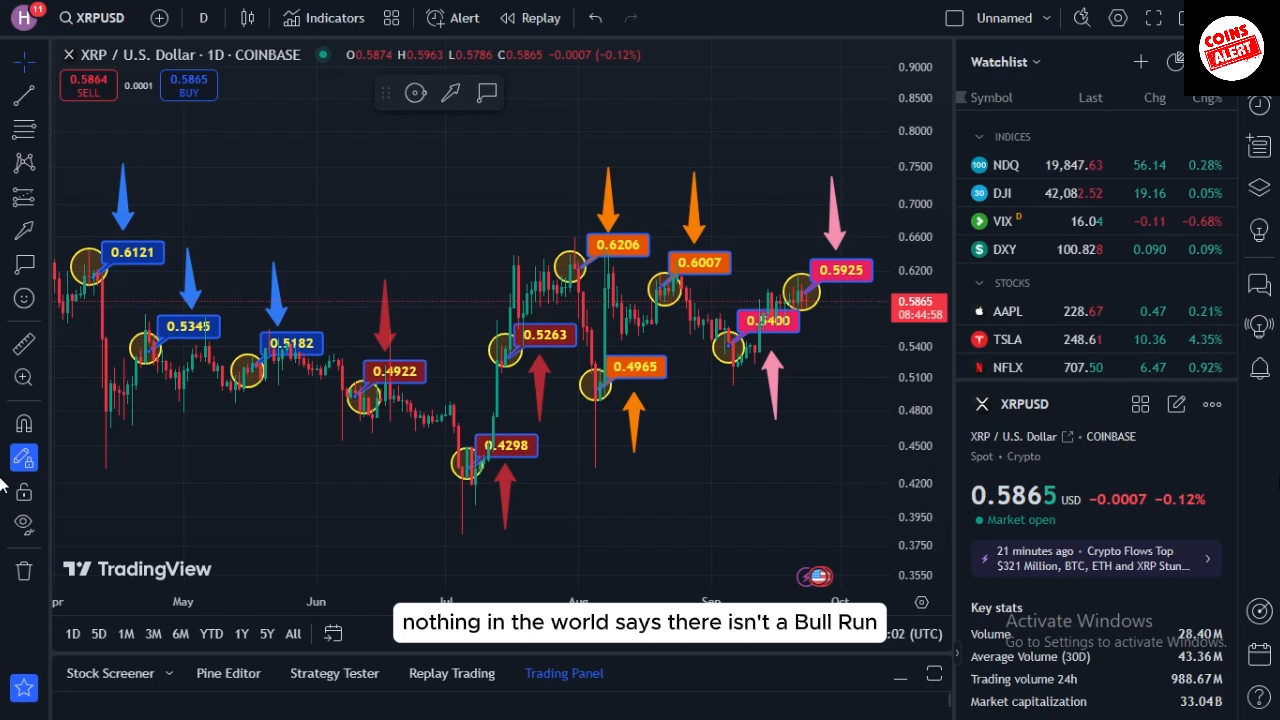 H 11 XRPUSD D Indicators Alert Replay Unnamed
COINS
ALERT
XRP / U.S. Dollar · 1D · COINBASE O0.5874 H0.5963 L0.5786 C0.5865 −0.0007 (−0.12%)
0.5864
SELL
0.0001
0.5865
BUY
0.9000
0.8500
0.8000
0.7500
0.7000
0.6600
0.6200
0.5865
08:44:58
0.5400
0.5100
0.4800
0.4500
0.4200
0.3950
0.3750
0.3550
0.6121
0.5345
0.5182
0.4922
0.4298
0.5263
0.6206
0.4965
0.6007
0.5400
0.5925
TradingView
pr May Jun Jul Aug Sep Oct
nothing in the world says there isn't a Bull Run
1D 5D 1M 3M 6M YTD 1Y 5Y All :02 (UTC)
Stock Screener Pine Editor Strategy Tester Replay Trading Trading Panel
Watchlist
Symbol Last Chg Chg%
INDICES
100 NDQ 19,847.63 56.14 0.28%
30 DJI 42,082.52 19.16 0.05%
VIX D 16.04 −0.11 −0.68%
$ DXY 100.828 0.090 0.09%
STOCKS
AAPL 228.67 0.47 0.21%
TSLA 248.61 10.36 4.35%
NFLX 707.50 6.47 0.92%
XRPUSD
XRP / U.S. Dollar • COINBASE
Spot • Crypto
0.5865 USD −0.0007 −0.12%
Market open
21 minutes ago • Crypto Flows Top
$321 Million, BTC, ETH and XRP Stun...
Key stats
Activate Windows
Volume 28.40M
Go to Settings to activate Windows.
Average Volume (30D) 43.36M
Trading volume 24h 988.67M
Market capitalization 33.04B